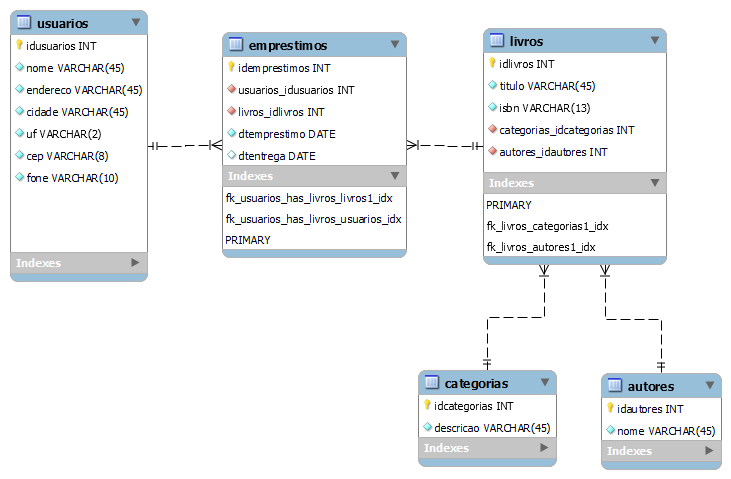 usuarios
idusuarios INT
nome VARCHAR(45)
endereco VARCHAR(45)
cidade VARCHAR(45)
uf VARCHAR(2)
cep VARCHAR(8)
fone VARCHAR(10)
Indexes
emprestimos
idemprestimos INT
usuarios_idusuarios INT
livros_idlivros INT
dtemprestimo DATE
dtentrega DATE
Indexes
fk_usuarios_has_livros_livros1_idx
fk_usuarios_has_livros_usuarios_idx
PRIMARY
livros
idlivros INT
titulo VARCHAR(45)
isbn VARCHAR(13)
categorias_idcategorias INT
autores_idautores INT
Indexes
PRIMARY
fk_livros_categorias1_idx
fk_livros_autores1_idx
categorias
idcategorias INT
descricao VARCHAR(45)
Indexes
autores
idautores INT
nome VARCHAR(45)
Indexes